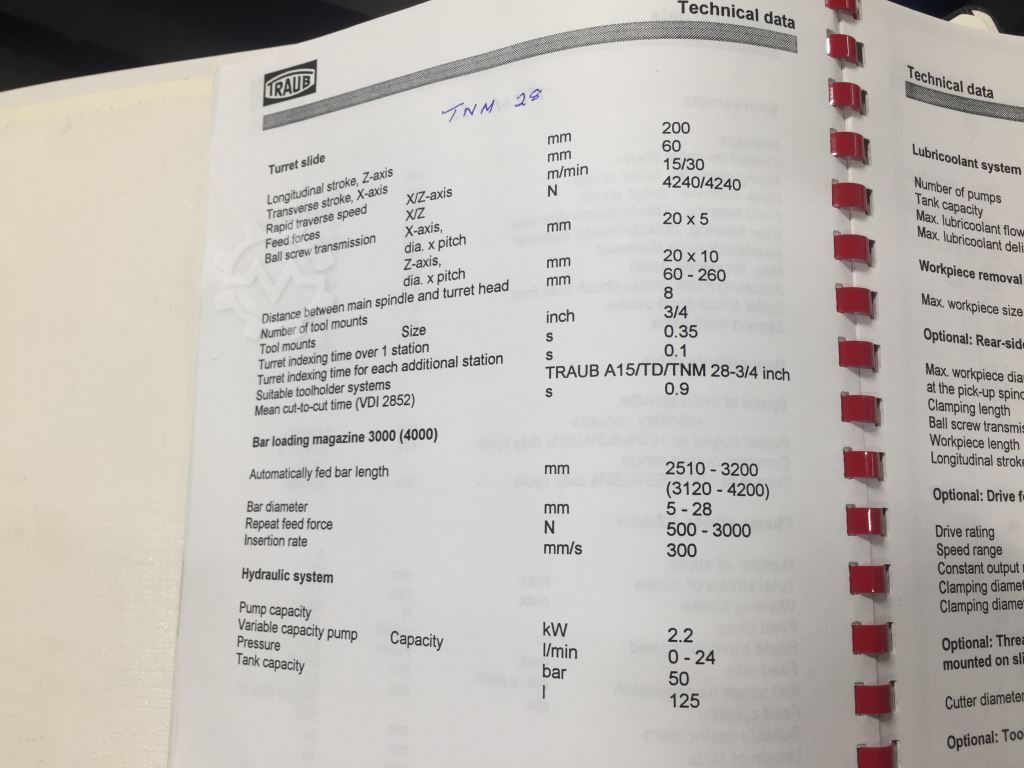 Technical data
TRAUB
TNM 28
Turret slide
Longitudinal stroke, Z-axis mm 200
Transverse stroke, X-axis mm 60
Rapid traverse speed X/Z-axis m/min 15/30
Feed forces X/Z N 4240/4240
Ball screw transmission X-axis,
dia. x pitch mm 20 x 5
Z-axis,
dia. x pitch mm 20 x 10
Distance between main spindle and turret head mm 60 - 260
Number of tool mounts 8
Tool mounts Size inch 3/4
Turret indexing time over 1 station s 0.35
Turret indexing time for each additional station s 0.1
Suitable toolholder systems TRAUB A15/TD/TNM 28-3/4 inch
Mean cut-to-cut time (VDI 2852) s 0.9
Bar loading magazine 3000 (4000)
Automatically fed bar length mm 2510 - 3200
(3120 - 4200)
Bar diameter mm 5 - 28
Repeat feed force N 500 - 3000
Insertion rate mm/s 300
Hydraulic system
Pump capacity kW 2.2
Variable capacity pump Capacity l/min 0 - 24
Pressure bar 50
Tank capacity l 125
Technical data
Lubricoolant system
Number of pumps
Tank capacity
Max. lubricoolant flow
Max. lubricoolant deli
Workpiece removal
Max. workpiece size
Optional: Rear-side
Max. workpiece dia
at the pick-up spind
Clamping length
Ball screw transmis
Workpiece length
Longitudinal stroke
Optional: Drive f
Drive rating
Speed range
Constant output
Clamping diame
Clamping diame
Optional: Threa
mounted on sli
Cutter diameter
Optional: Too